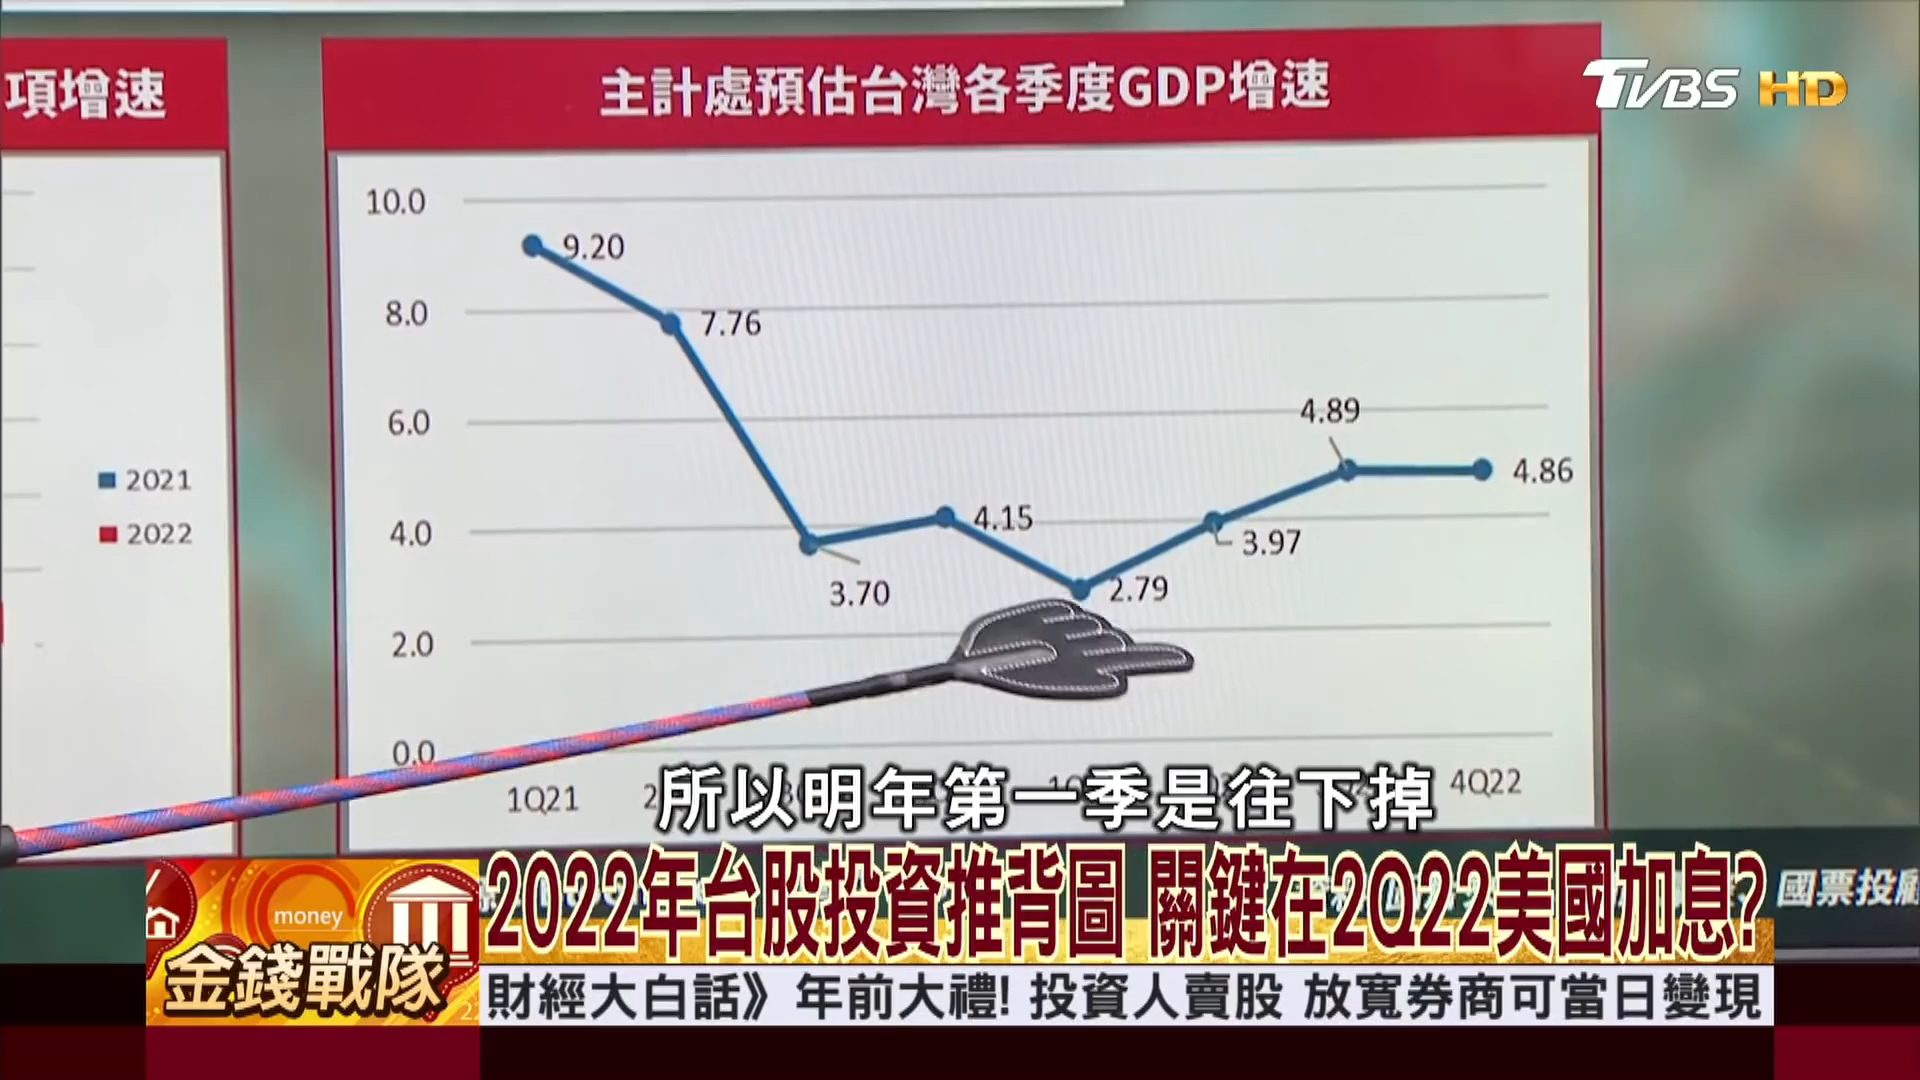 項增速
主計處預估台灣各季度GDP增速
TVBS HD
10.0
9.20
8.0
7.76
6.0
4.89
4.86
2021
4.15
4.0
3.97
2022
2.79
3.70
2.0
0.0
1Q21
4Q22
所以明年第一季是往下掉
2022年台股投資推背圖 關鍵在2Q22美國加息?
國票投顧
money
金錢戰隊
財經大白話》年前大禮! 投資人賣股 放寬券商可當日變現